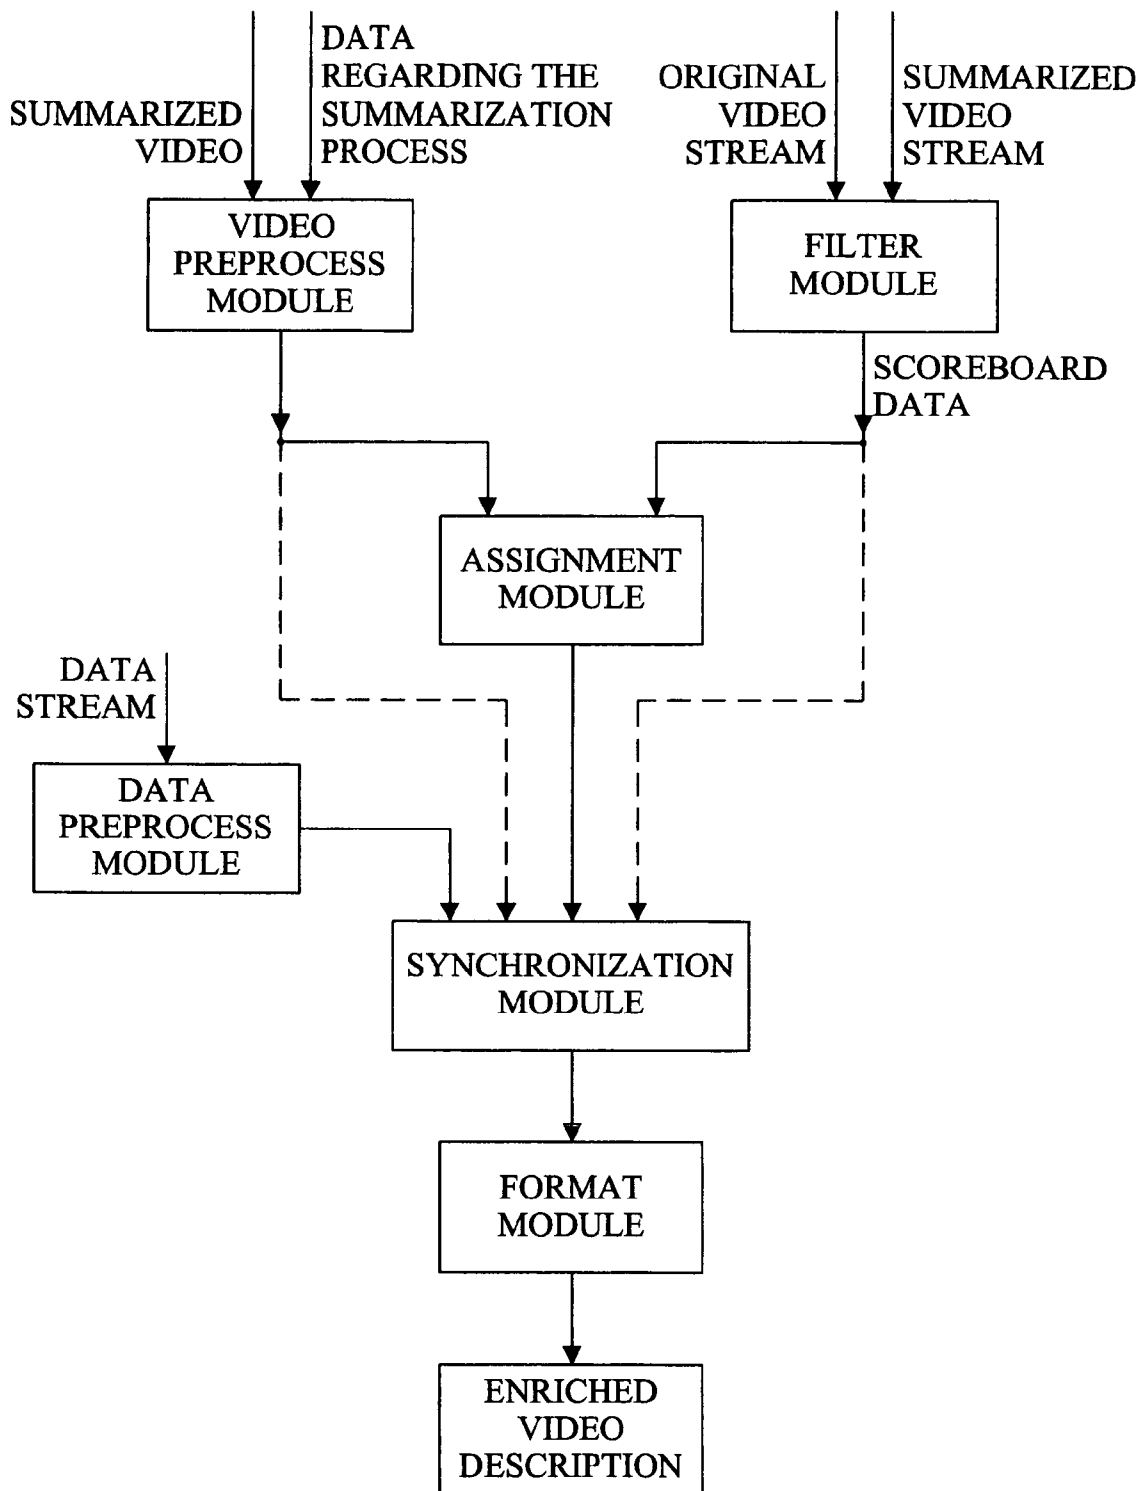 SUMMARIZED
VIDEO
DATA
REGARDING THE
SUMMARIZATION
PROCESS
ORIGINAL
VIDEO
STREAM
SUMMARIZED
VIDEO
STREAM
VIDEO
PREPROCESS
MODULE
FILTER
MODULE
SCOREBOARD
DATA
ASSIGNMENT
MODULE
DATA
STREAM
DATA
PREPROCESS
MODULE
SYNCHRONIZATION
MODULE
FORMAT
MODULE
ENRICHED
VIDEO
DESCRIPTION